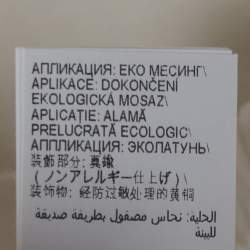 АПЛИКАЦИЯ: ЕКО МЕСИНГ\
APLIKACE: DOKONČENÍ
EKOLOGICKÁ MOSAZ\
APLICAȚIE: ALAMĂ
PRELUCRATĂ ECOLOGIC\
АППЛИКАЦИЯ: ЭКОЛАТУНЬ\
装飾部分: 真鍮
(ノンアレルギー仕上げ) \
装饰物: 经防过敏处理的黄铜
الحلية: نحاس مصقول بطريقة صديقة
للبيئة